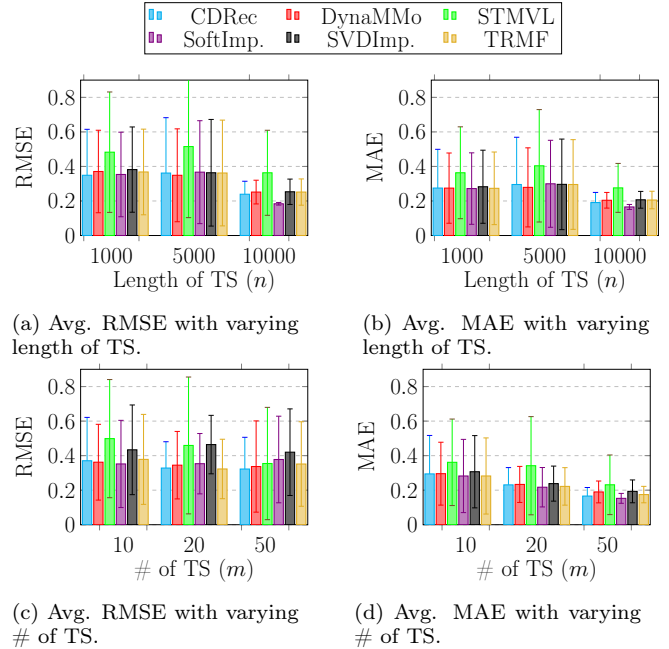 CDRec DynaMMo STMVL
SoftImp. SVDImp. TRMF
RMSE
0.8
0.6
0.4
0.2
0
1000 5000 10000
Length of TS (n)
(a) Avg. RMSE with varying
length of TS.
MAE
0.8
0.6
0.4
0.2
0
1000 5000 10000
Length of TS (n)
(b) Avg. MAE with varying
length of TS.
RMSE
0.8
0.6
0.4
0.2
0
10 20 50
# of TS (m)
(c) Avg. RMSE with varying
# of TS.
MAE
0.8
0.6
0.4
0.2
0
10 20 50
# of TS (m)
(d) Avg. MAE with varying
# of TS.